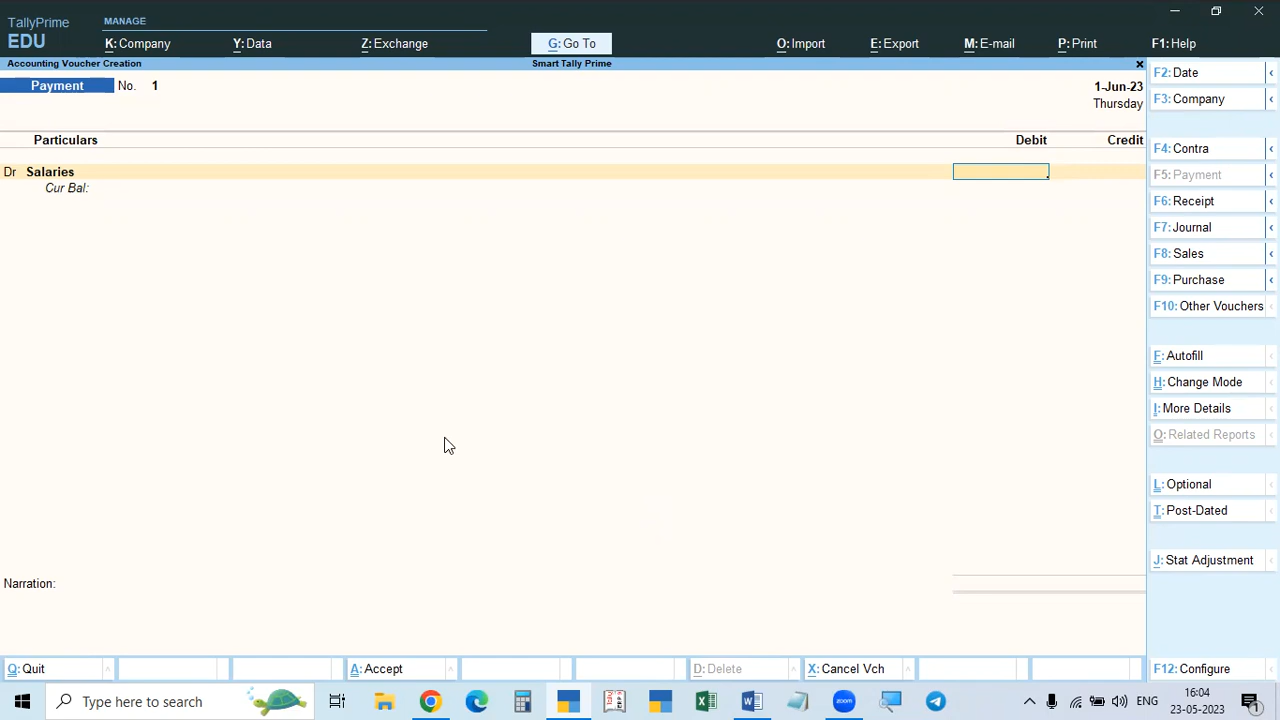 TallyPrime
EDU
MANAGE
K: Company
Y: Data
Z: Exchange
G: Go To
O: Import
E: Export
M: E-mail
P: Print
F1: Help
Accounting Voucher Creation
Smart Tally Prime
Payment No. 1
1-Jun-23
Thursday
Particulars Debit Credit
Dr Salaries
Cur Bal:
Narration:
F2: Date
F3: Company
F4: Contra
F5: Payment
F6: Receipt
F7: Journal
F8: Sales
F9: Purchase
F10: Other Vouchers
F: Autofill
H: Change Mode
I: More Details
O: Related Reports
L: Optional
T: Post-Dated
J: Stat Adjustment
F12: Configure
Q: Quit
A: Accept
D: Delete
X: Cancel Vch
Type here to search
zoom
ENG
16:04
23-05-2023